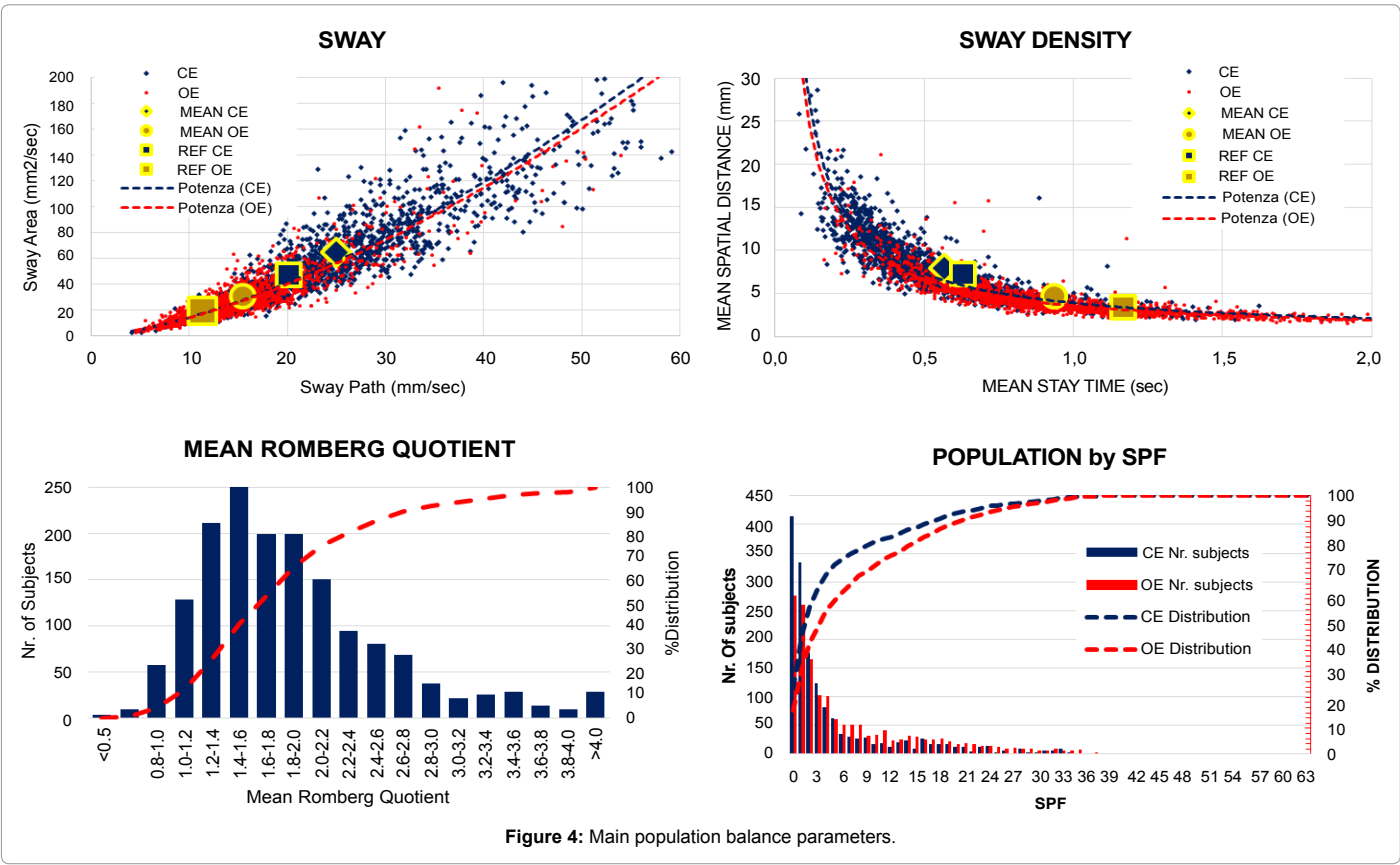 SWAY
Sway Area (mm2/sec)
200
180
160
140
120
100
80
60
40
20
0
CE
OE
MEAN CE
MEAN OE
REF CE
REF OE
Potenza (CE)
Potenza (OE)
0 10 20 30 40 50 60
Sway Path (mm/sec)
SWAY DENSITY
MEAN SPATIAL DISTANCE (mm)
30
25
20
15
10
5
0
CE
OE
MEAN CE
MEAN OE
REF CE
REF OE
Potenza (CE)
Potenza (OE)
0,0 0,5 1,0 1,5 2,0
MEAN STAY TIME (sec)
MEAN ROMBERG QUOTIENT
Nr. of Subjects
250
200
150
100
50
0
100
90
80
70
60
50
40
30
20
10
0
%Distribution
<0.5 0.8-1.0 1.0-1.2 1.2-1.4 1.4-1.6 1.6-1.8 1.8-2.0 2.0-2.2 2.2-2.4 2.4-2.6 2.6-2.8 2.8-3.0 3.0-3.2 3.2-3.4 3.4-3.6 3.6-3.8 3.8-4.0 >4.0
Mean Romberg Quotient
POPULATION by SPF
Nr. Of subjects
450
400
350
300
250
200
150
100
50
0
CE Nr. subjects
OE Nr. subjects
CE Distribution
OE Distribution
100
90
80
70
60
50
40
30
20
10
0
% DISTRIBUTION
0 3 6 9 12 15 18 21 24 27 30 33 36 39 42 45 48 51 54 57 60 63
SPF
Figure 4: Main population balance parameters.